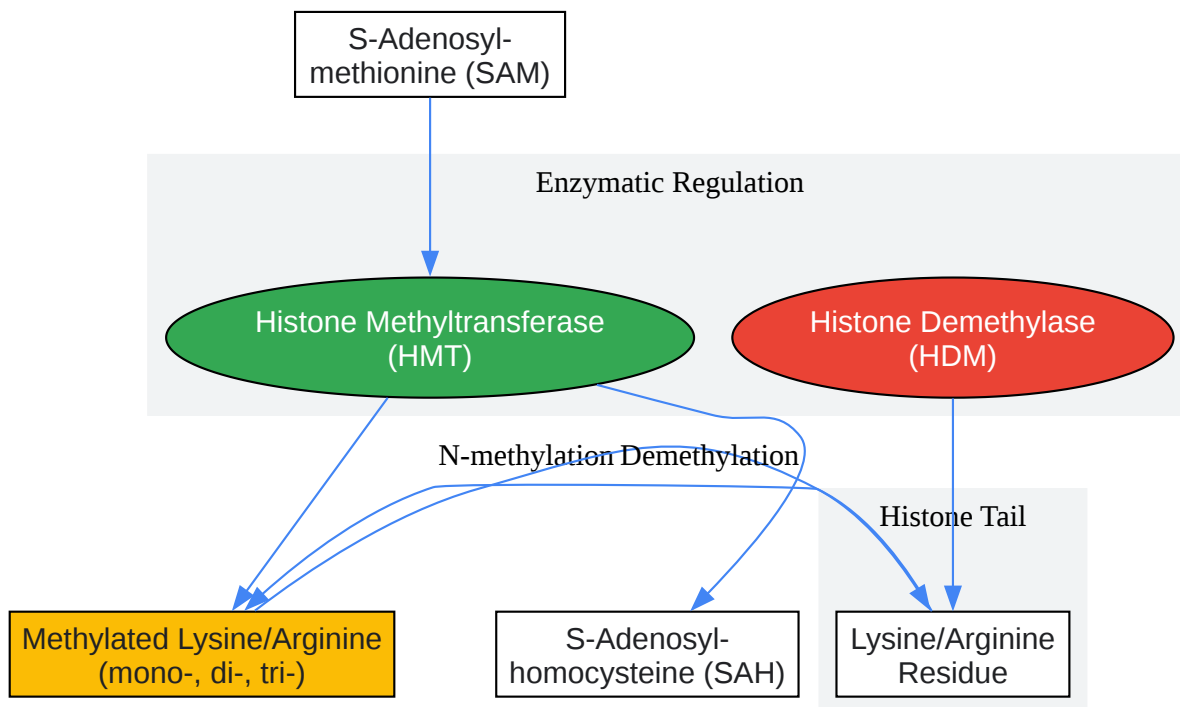 S-Adenosyl-
methionine (SAM)
Enzymatic Regulation
Histone Methyltransferase
(HMT)
Histone Demethylase
(HDM)
N-methylation
Demethylation
Histone Tail
Methylated Lysine/Arginine
(mono-, di-, tri-)
S-Adenosyl-
homocysteine (SAH)
Lysine/Arginine
Residue